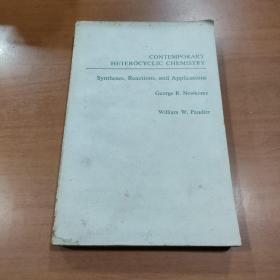 CONTEMPORARY
HETEROCYCLIC CHEMISTRY
Syntheses, Reactions, and Applications
George R. Newkome
William W. Paudler